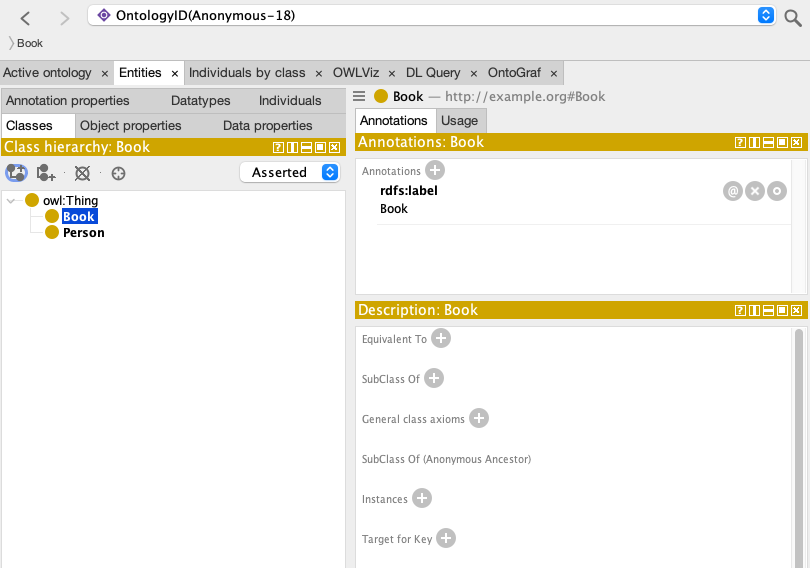 OntologyID(Anonymous-18)
Book
Active ontology × Entities × Individuals by class × OWLViz × DL Query × OntoGraf ×
Annotation properties Datatypes Individuals
Classes Object properties Data properties
Class hierarchy: Book
Asserted
owl:Thing
Book
Person
Book — http://example.org#Book
Annotations Usage
Annotations: Book
Annotations
rdfs:label
Book
Description: Book
Equivalent To
SubClass Of
General class axioms
SubClass Of (Anonymous Ancestor)
Instances
Target for Key